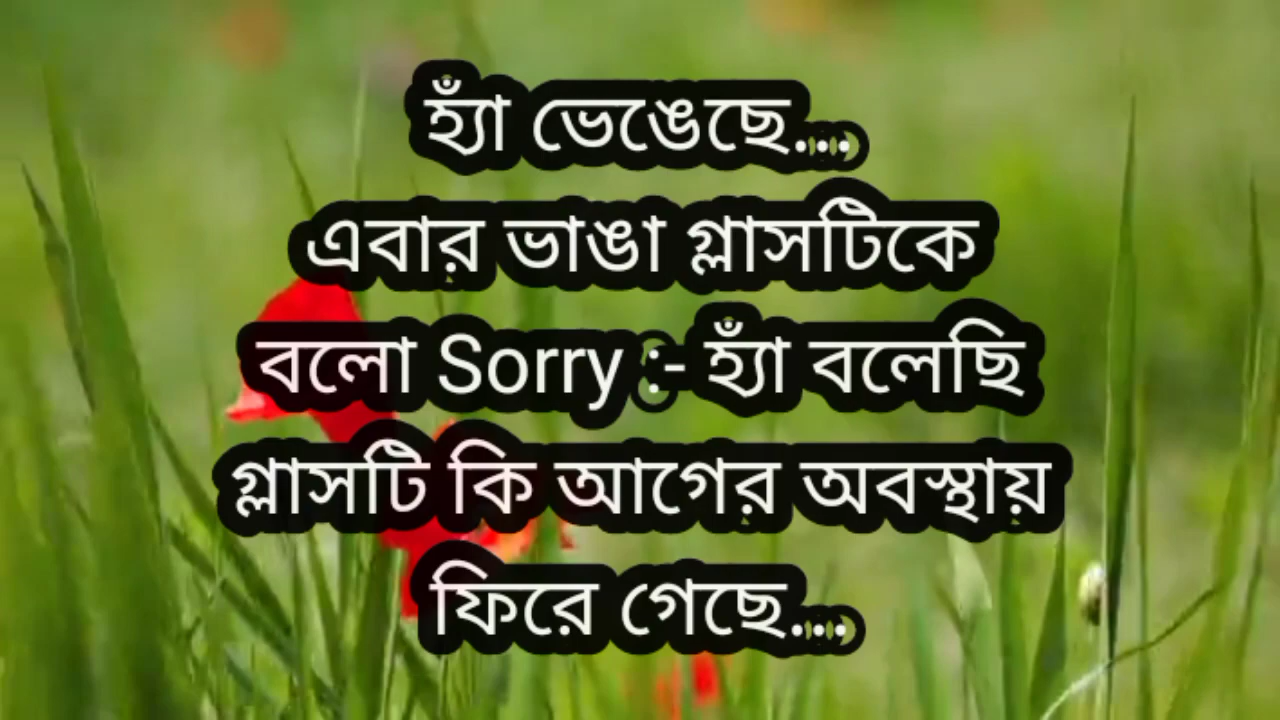 হ্যাঁ ভেঙেছে...
এবার ভাঙা গ্লাসটিকে
বলো Sorry :- হ্যাঁ বলেছি
গ্লাসটি কি আগের অবস্থায়
ফিরে গেছে...